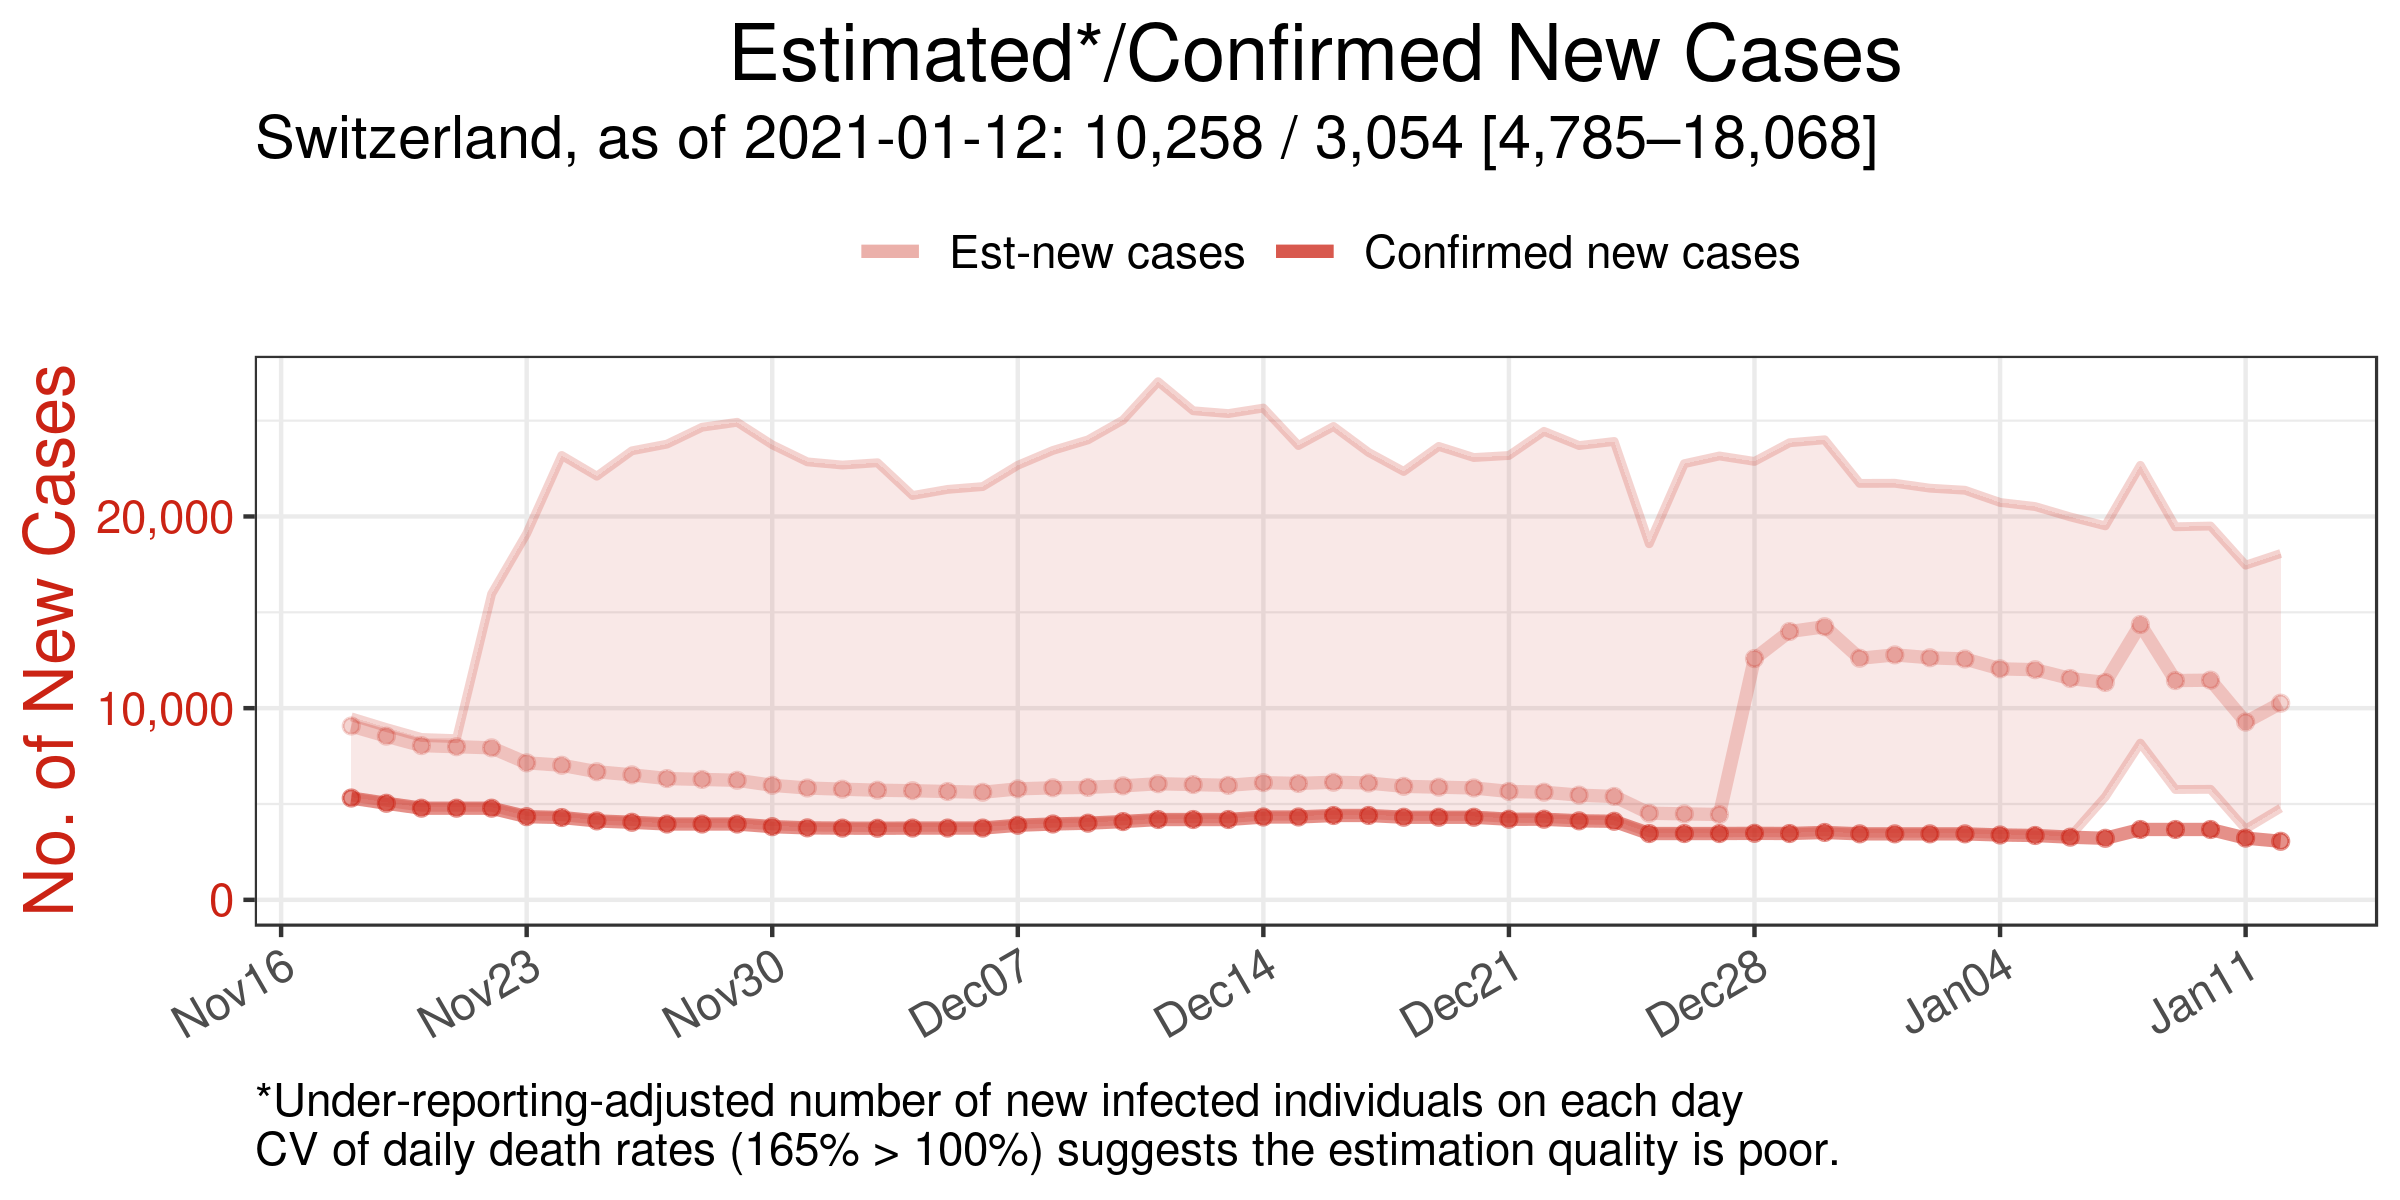 Estimated*/Confirmed New Cases
Switzerland, as of 2021-01-12: 10,258 / 3,054 [4,785–18,068]
Est-new cases Confirmed new cases
No. of New Cases
20,000
10,000
0
Nov16 Nov23 Nov30 Dec07 Dec14 Dec21 Dec28 Jan04 Jan11
*Under-reporting-adjusted number of new infected individuals on each day
CV of daily death rates (165% > 100%) suggests the estimation quality is poor.